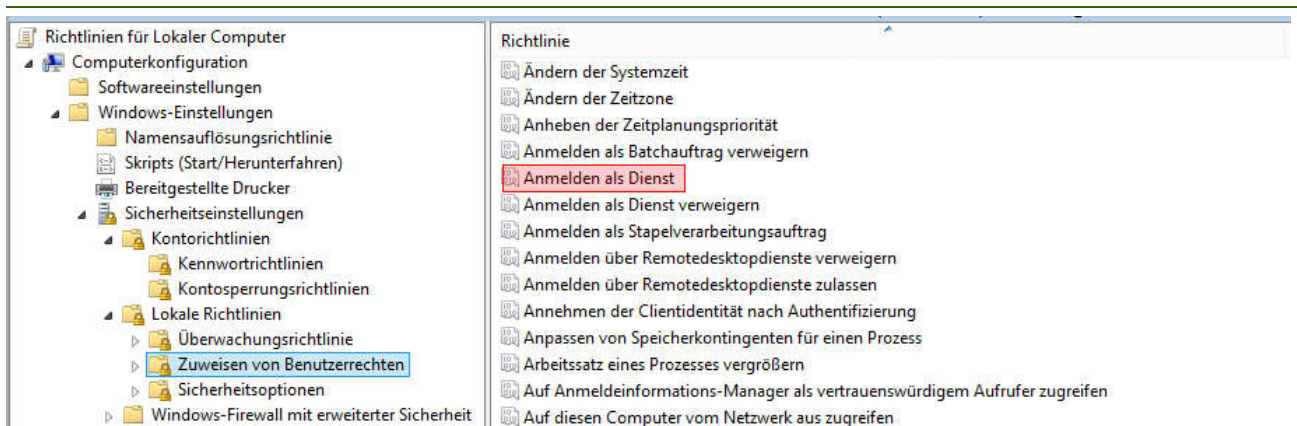 Richtlinien für Lokaler Computer
Computerkonfiguration
Softwareeinstellungen
Windows-Einstellungen
Namensauflösungsrichtlinie
Skripts (Start/Herunterfahren)
Bereitgestellte Drucker
Sicherheitseinstellungen
Kontorichtlinien
Kennwortrichtlinien
Kontosperrungsrichtlinien
Lokale Richtlinien
Überwachungsrichtlinie
Zuweisen von Benutzerrechten
Sicherheitsoptionen
Windows-Firewall mit erweiterter Sicherheit
Richtlinie
Ändern der Systemzeit
Ändern der Zeitzone
Anheben der Zeitplanungspriorität
Anmelden als Batchauftrag verweigern
Anmelden als Dienst
Anmelden als Dienst verweigern
Anmelden als Stapelverarbeitungsauftrag
Anmelden über Remotedesktopdienste verweigern
Anmelden über Remotedesktopdienste zulassen
Annehmen der Clientidentität nach Authentifizierung
Anpassen von Speicherkontingenten für einen Prozess
Arbeitssatz eines Prozesses vergrößern
Auf Anmeldeinformations-Manager als vertrauenswürdigem Aufrufer zugreifen
Auf diesen Computer vom Netzwerk aus zugreifen